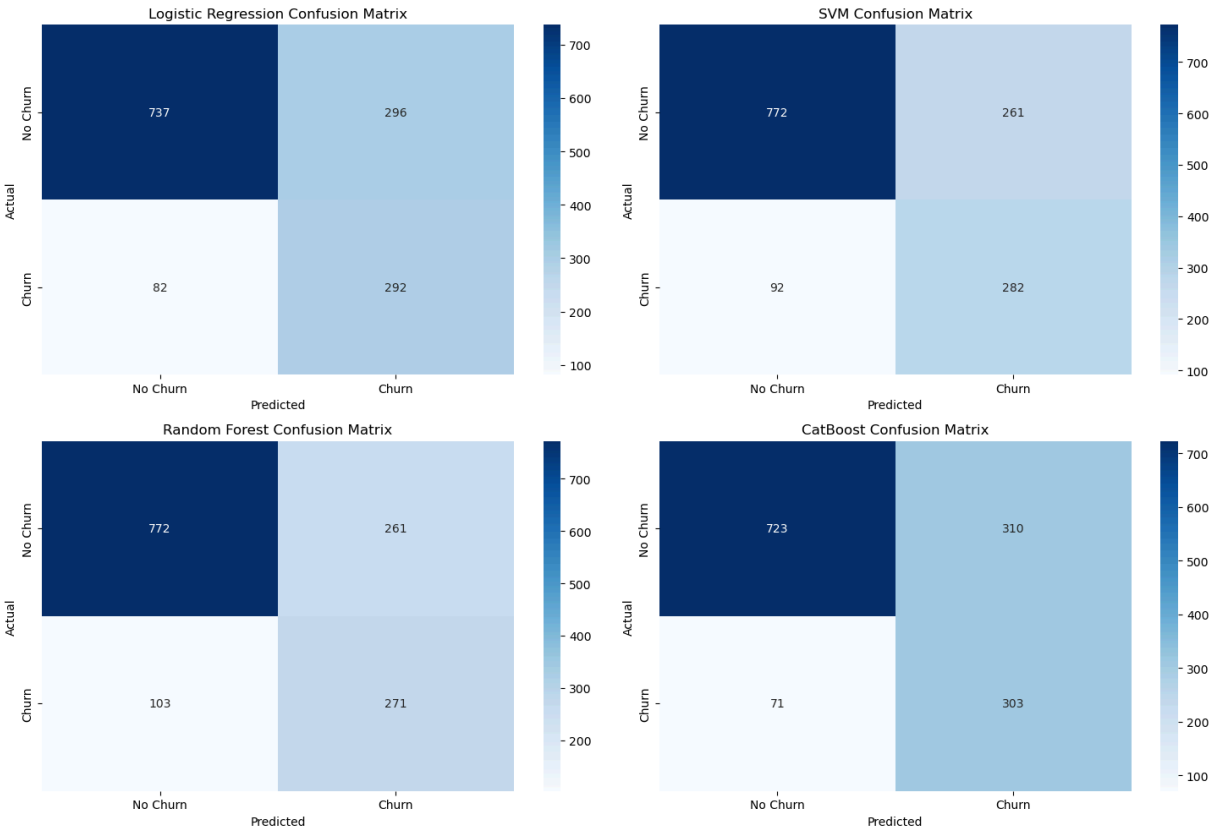 Logistic Regression Confusion Matrix
No Churn
Churn
Actual
737
296
82
292
No Churn
Churn
Predicted
700
600
500
400
300
200
100
SVM Confusion Matrix
No Churn
Churn
Actual
772
261
92
282
No Churn
Churn
Predicted
700
600
500
400
300
200
100
Random Forest Confusion Matrix
No Churn
Churn
Actual
772
261
103
271
No Churn
Churn
Predicted
700
600
500
400
300
200
CatBoost Confusion Matrix
No Churn
Churn
Actual
723
310
71
303
No Churn
Churn
Predicted
700
600
500
400
300
200
100